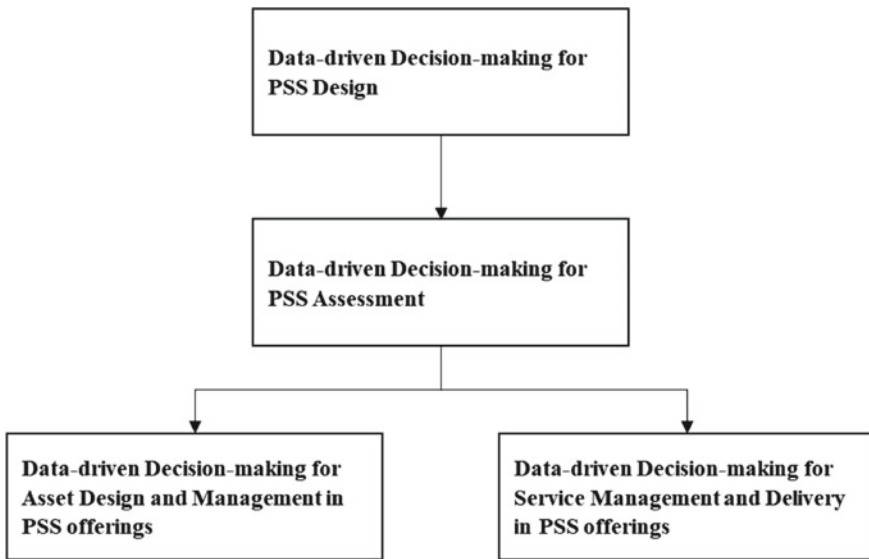 Data-driven Decision-making for
PSS Design
Data-driven Decision-making for
PSS Assessment
Data-driven Decision-making for
Asset Design and Management in
PSS offerings
Data-driven Decision-making for
Service Management and Delivery
in PSS offerings